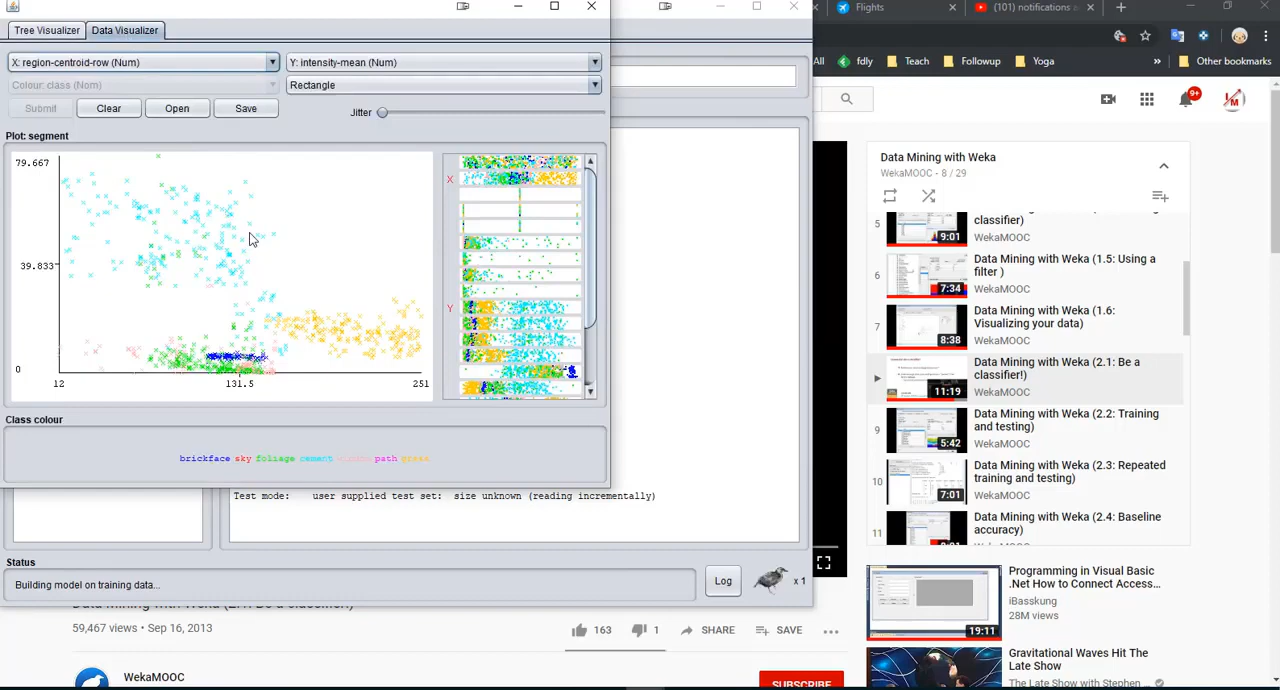 Flights
(101) notifications
Tree Visualizer
Data Visualizer
X: region-centroid-row (Num)
Y: intensity-mean (Num)
Colour: class (Nom)
Rectangle
Submit
Clear
Open
Save
Jitter
Plot: segment
79.667
39.833
0
12
131.5
251
X
Y
Class colour
brickface sky foliage cement path grass
Test mode: user supplied test set: size unknown (reading incrementally)
Status
Building model on training data...
Log
x 1
All
fdly
Teach
Followup
Yoga
»
Other bookmarks
9+
Data Mining with Weka
WekaMOOC - 8 / 29
5
classifier)
WekaMOOC
9:01
6
Data Mining with Weka (1.5: Using a
filter )
WekaMOOC
7:34
7
Data Mining with Weka (1.6:
Visualizing your data)
WekaMOOC
8:38
Data Mining with Weka (2.1: Be a
classifier!)
WekaMOOC
11:19
9
Data Mining with Weka (2.2: Training
and testing)
WekaMOOC
5:42
10
Data Mining with Weka (2.3: Repeated
training and testing)
WekaMOOC
7:01
11
Data Mining with Weka (2.4: Baseline
accuracy)
Programming in Visual Basic
.Net How to Connect Access...
iBasskung
28M views
19:11
Gravitational Waves Hit The
Late Show
The Late Show with Stephen ...
Data Mining with Weka (2.1: Be a classifier!)
59,467 views • Sep 16, 2013
163
1
SHARE
SAVE
WekaMOOC
SUBSCRIBE